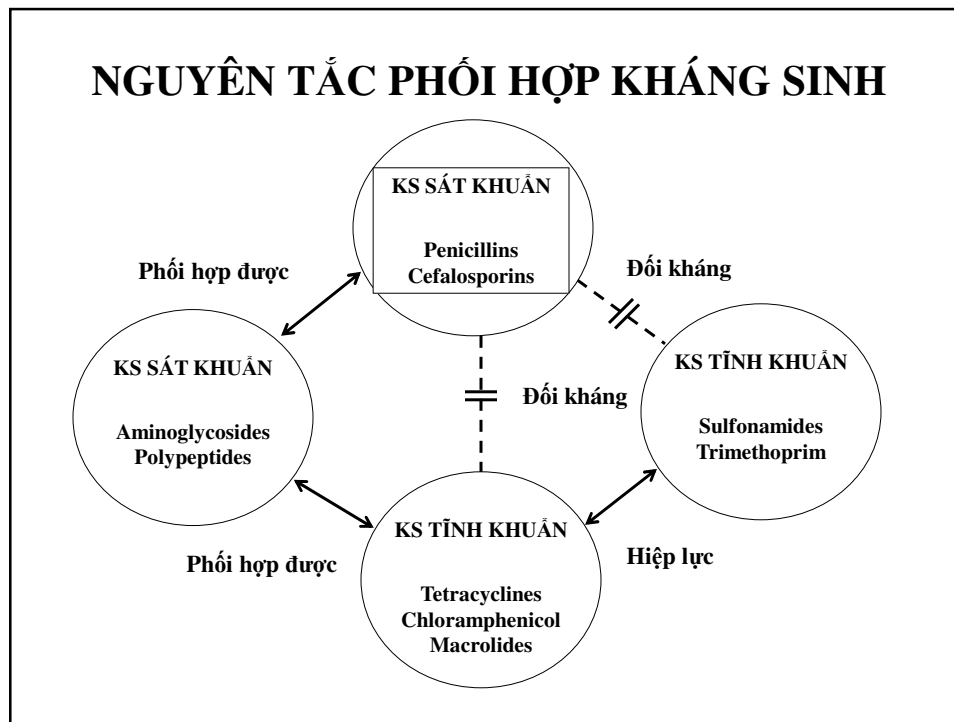 NGUYÊN TẮC PHỐI HỢP KHÁNG SINH
KS SÁT KHUẨN
Penicillins
Cefalosporins
Phối hợp được
Đối kháng
KS SÁT KHUẨN
Aminoglycosides
Polypeptides
Đối kháng
KS TĨNH KHUẨN
Sulfonamides
Trimethoprim
Phối hợp được
KS TĨNH KHUẨN
Tetracyclines
Chloramphenicol
Macrolides
Hiệp lực